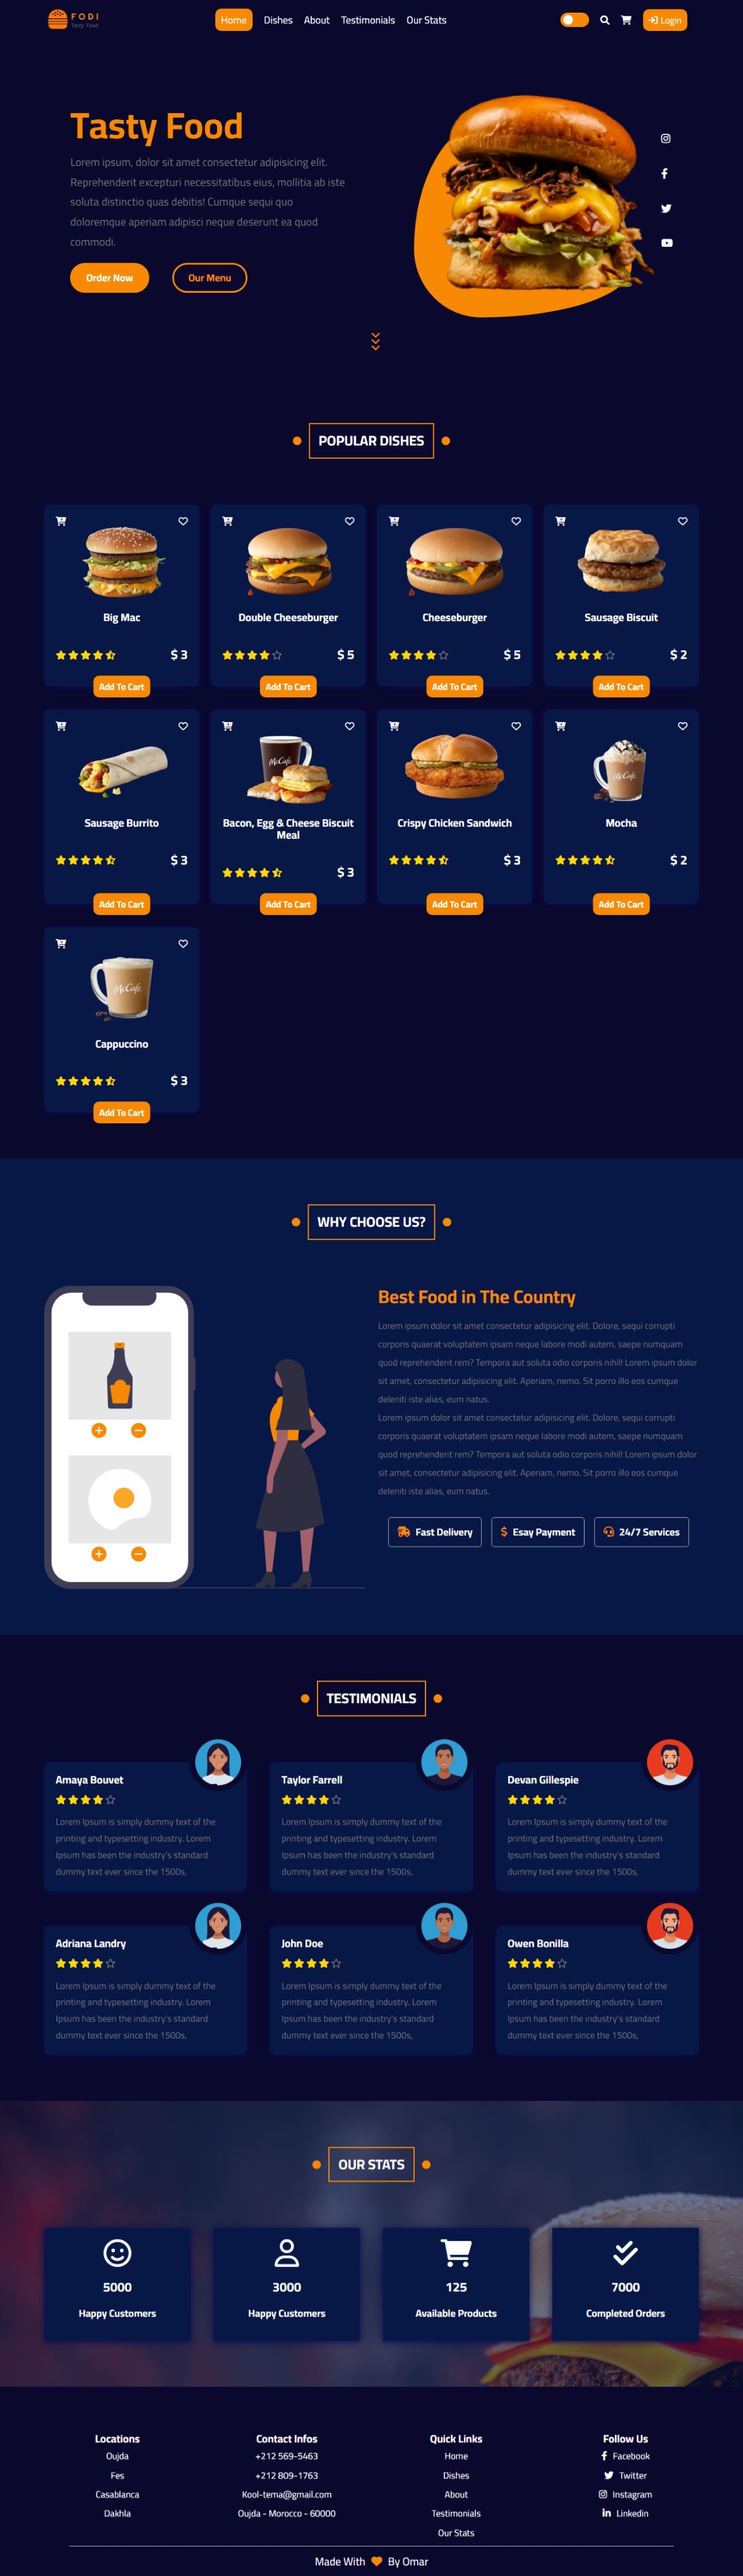 FODI
Tasty Food
Home
Dishes
About
Testimonials
Our Stats
Login
Tasty Food
Lorem ipsum, dolor sit amet consectetur adipisicing elit.
Reprehenderit excepturi necessitatibus eius, mollitia ab iste
soluta distinctio quas debitis! Cumque sequi quo
doloremque aperiam adipisci neque deserunt ea quod
commodi.
Order Now
Our Menu
POPULAR DISHES
Big Mac
$ 3
Add To Cart
Double Cheeseburger
$ 5
Add To Cart
Cheeseburger
$ 5
Add To Cart
Sausage Biscuit
$ 2
Add To Cart
Sausage Burrito
$ 3
Add To Cart
McCafé
Bacon, Egg & Cheese Biscuit
Meal
$ 3
Add To Cart
Crispy Chicken Sandwich
$ 3
Add To Cart
McCafé
Mocha
$ 2
Add To Cart
McCafé
Cappuccino
$ 3
Add To Cart
WHY CHOOSE US?
Best Food in The Country
Lorem ipsum dolor sit amet consectetur adipisicing elit. Dolore, sequi corrupti
corporis quaerat voluptatem ipsam neque labore modi autem, saepe numquam
quod reprehenderit rem? Tempora aut soluta odio corporis nihil! Lorem ipsum dolor
sit amet, consectetur adipisicing elit. Aperiam, nemo. Sit porro illo eos cumque
deleniti iste alias, eum natus.
Lorem ipsum dolor sit amet consectetur adipisicing elit. Dolore, sequi corrupti
corporis quaerat voluptatem ipsam neque labore modi autem, saepe numquam
quod reprehenderit rem? Tempora aut soluta odio corporis nihil! Lorem ipsum dolor
sit amet, consectetur adipisicing elit. Aperiam, nemo. Sit porro illo eos cumque
deleniti iste alias, eum natus.
Fast Delivery
Esay Payment
24/7 Services
TESTIMONIALS
Amaya Bouvet
Lorem Ipsum is simply dummy text of the
printing and typesetting industry. Lorem
Ipsum has been the industry's standard
dummy text ever since the 1500s,
Taylor Farrell
Lorem Ipsum is simply dummy text of the
printing and typesetting industry. Lorem
Ipsum has been the industry's standard
dummy text ever since the 1500s,
Devan Gillespie
Lorem Ipsum is simply dummy text of the
printing and typesetting industry. Lorem
Ipsum has been the industry's standard
dummy text ever since the 1500s,
Adriana Landry
Lorem Ipsum is simply dummy text of the
printing and typesetting industry. Lorem
Ipsum has been the industry's standard
dummy text ever since the 1500s,
John Doe
Lorem Ipsum is simply dummy text of the
printing and typesetting industry. Lorem
Ipsum has been the industry's standard
dummy text ever since the 1500s,
Owen Bonilla
Lorem Ipsum is simply dummy text of the
printing and typesetting industry. Lorem
Ipsum has been the industry's standard
dummy text ever since the 1500s,
OUR STATS
5000
Happy Customers
3000
Happy Customers
125
Available Products
7000
Completed Orders
Locations
Oujda
Fes
Casablanca
Dakhla
Contact Infos
+212 569-5463
+212 809-1763
Kool-tema@gmail.com
Oujda - Morocco - 60000
Quick Links
Home
Dishes
About
Testimonials
Our Stats
Follow Us
Facebook
Twitter
Instagram
Linkedin
Made With By Omar